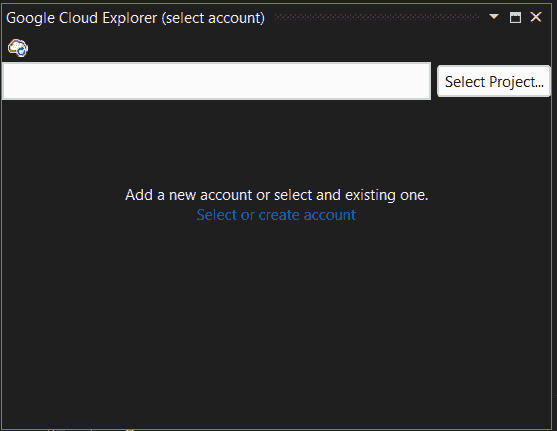 Google Cloud Explorer (select account)
Select Project...
Add a new account or select and existing one.
Select or create account